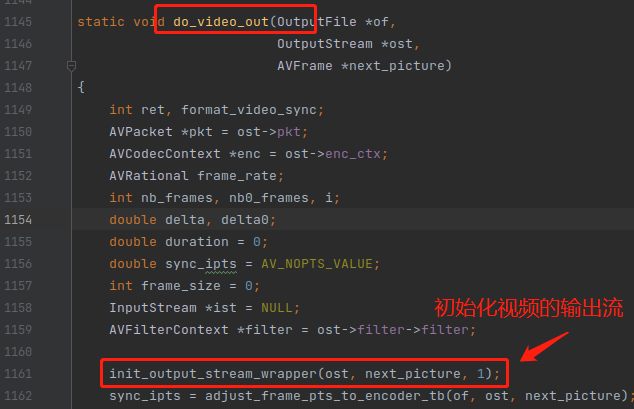 1144
1145 static void do_video_out(OutputFile *of,
1146 OutputStream *ost,
1147 AVFrame *next_picture)
1148 {
1149 int ret, format_video_sync;
1150 AVPacket *pkt = ost->pkt;
1151 AVCodecContext *enc = ost->enc_ctx;
1152 AVRational frame_rate;
1153 int nb_frames, nb0_frames, i;
1154 double delta, delta0;
1155 double duration = 0;
1156 double sync_ipts = AV_NOPTS_VALUE;
1157 int frame_size = 0;
1158 InputStream *ist = NULL;
1159 AVFilterContext *filter = ost->filter->filter;
初始化视频的输出流
1160
1161 init_output_stream_wrapper(ost, next_picture, 1);
1162 sync_ipts = adjust_frame_pts_to_encoder_tb(of, ost, next_picture);